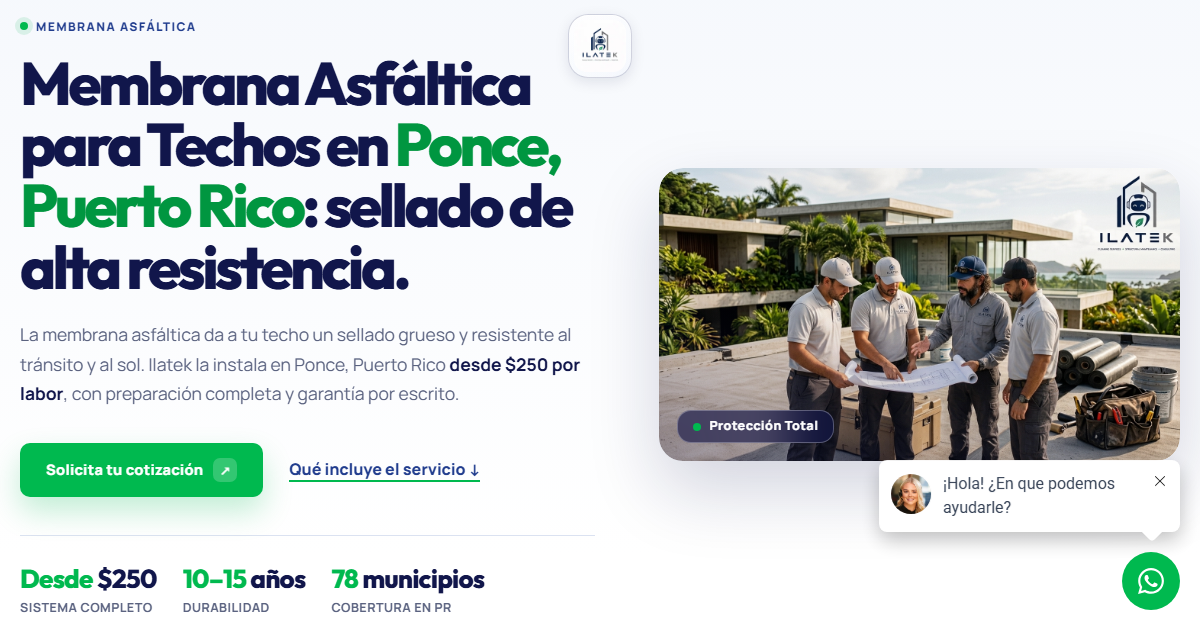 MEMBRANA ASFÁLTICA
ILATEK
Membrana Asfáltica
para Techos en Ponce,
Puerto Rico: sellado de
alta resistencia.
La membrana asfáltica da a tu techo un sellado grueso y resistente al
tránsito y al sol. Ilatek la instala en Ponce, Puerto Rico desde $250 por
labor, con preparación completa y garantía por escrito.
Solicita tu cotización ↗
Qué incluye el servicio ↓
Desde $250
SISTEMA COMPLETO
10–15 años
DURABILIDAD
78 municipios
COBERTURA EN PR
ILATEK
Protección Total
¡Hola! ¿En que podemos
ayudarle?